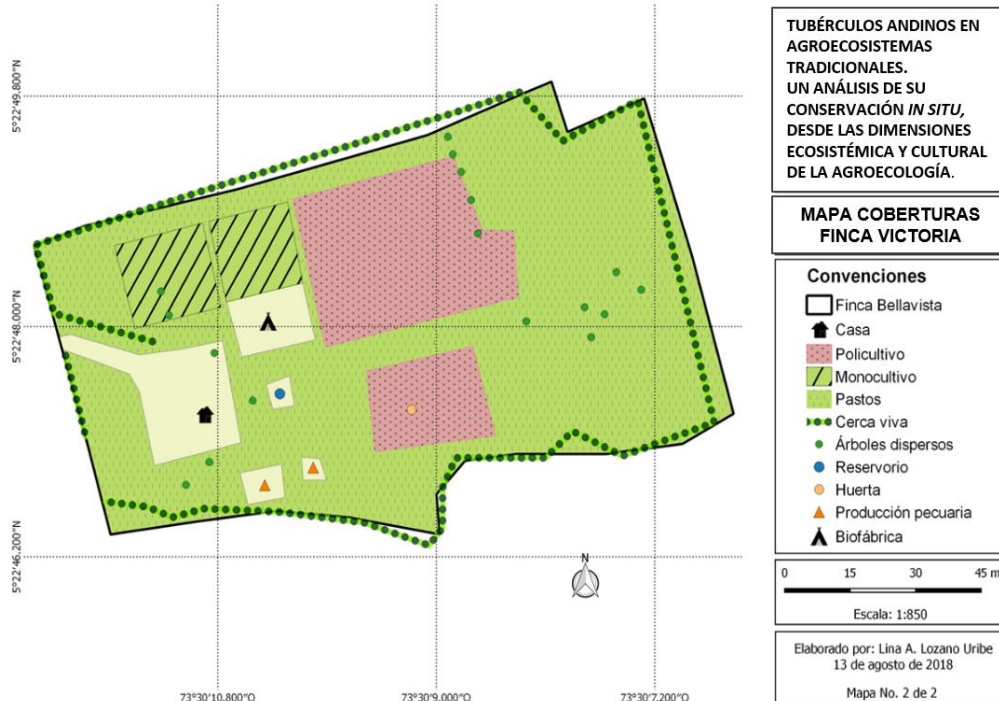 TUBÉRCULOS ANDINOS EN
AGROECOSISTEMAS
TRADICIONALES.
UN ANÁLISIS DE SU
CONSERVACIÓN IN SITU,
DESDE LAS DIMENSIONES
ECOSISTÉMICA Y CULTURAL
DE LA AGROECOLOGÍA.
MAPA COBERTURAS
FINCA VICTORIA
Convenciones
Finca Bellavista
Casa
Policultivo
Monocultivo
Pastos
Cerca viva
Árboles dispersos
Reservorio
Huerta
Producción pecuaria
Biofábrica
0 15 30 45 m
Escala: 1:850
Elaborado por: Lina A. Lozano Uribe
13 de agosto de 2018
Mapa No. 2 de 2
5°22'49.800"N
5°22'48.000"N
5°22'46.200"N
N
73°30'10.800"O
73°30'9.000"O
73°30'7.200"O